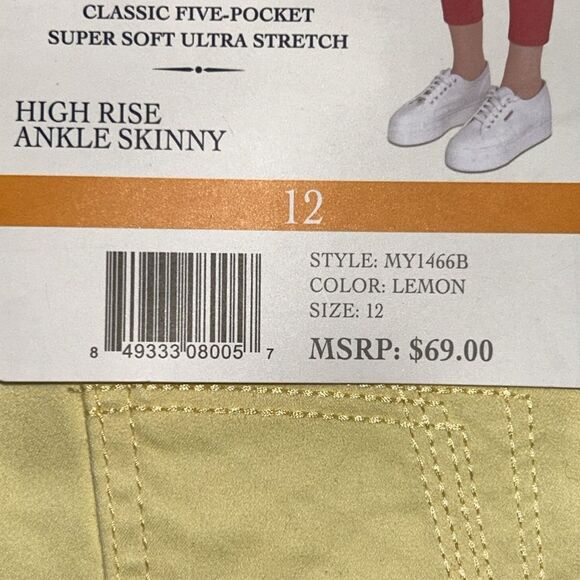 CLASSIC FIVE-POCKET
SUPER SOFT ULTRA STRETCH
HIGH RISE
ANKLE SKINNY
12
STYLE: MY1466B
COLOR: LEMON
SIZE: 12
MSRP: $69.00
8 49333 08005 7